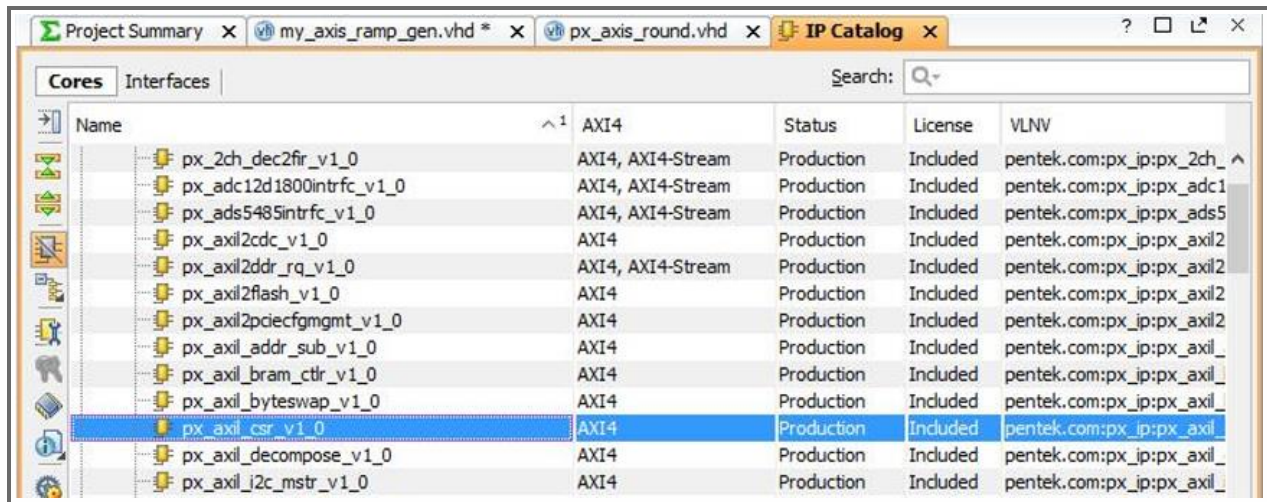 Project Summary X my_axis_ramp_gen.vhd * X px_axis_round.vhd X IP Catalog X ? X
Cores Interfaces Search:
Name 1 AXI4 Status License VLNV
px_2ch_dec2fir_v1_0 AXI4, AXI4-Stream Production Included pentek.com:px_ip:px_2ch_
px_adc12d1800intrfc_v1_0 AXI4, AXI4-Stream Production Included pentek.com:px_ip:px_adc1
px_ads5485intrfc_v1_0 AXI4, AXI4-Stream Production Included pentek.com:px_ip:px_ads5
px_axil2cdc_v1_0 AXI4 Production Included pentek.com:px_ip:px_axil2
px_axil2ddr_rq_v1_0 AXI4, AXI4-Stream Production Included pentek.com:px_ip:px_axil2
px_axil2flash_v1_0 AXI4 Production Included pentek.com:px_ip:px_axil2
px_axil2pciecfgmgmt_v1_0 AXI4 Production Included pentek.com:px_ip:px_axil2
px_axil_addr_sub_v1_0 AXI4 Production Included pentek.com:px_ip:px_axil_
px_axil_bram_ctlr_v1_0 AXI4 Production Included pentek.com:px_ip:px_axil_
px_axil_byteswap_v1_0 AXI4 Production Included pentek.com:px_ip:px_axil_
px_axil_csr_v1_0 AXI4 Production Included pentek.com:px_ip:px_axil_
px_axil_decompose_v1_0 AXI4 Production Included pentek.com:px_ip:px_axil_
px_axil_i2c_mstr_v1_0 AXI4 Production Included pentek.com:px_ip:px_axil_